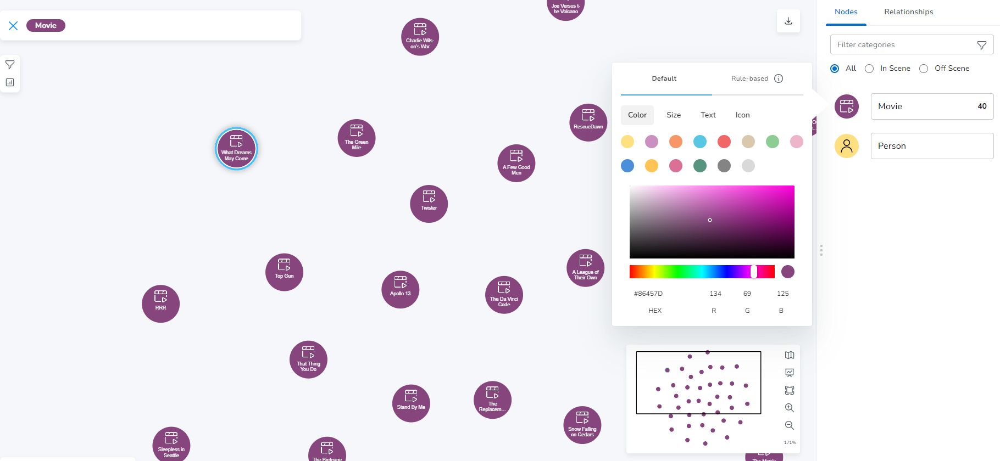 Movie
Joe Versus t-
he Volcano
Charlie Wils-
on's War
What Dreams
May Come
The Green
Mile
RescueDawn
A Few Good
Men
Twister
Top Gun
Apollo 13
The Da Vinci
Code
A League of
Their Own
RRR
That Thing
You Do
Stand By Me
The
Replacem...
Snow Falling
on Cedars
Sleepless in
Seattle
The Birdcage
The Matrix
Default
Rule-based
Color
Size
Text
Icon
#86457D
134
69
125
HEX
R
G
B
171%
Nodes
Relationships
Filter categories
All
In Scene
Off Scene
Movie
40
Person